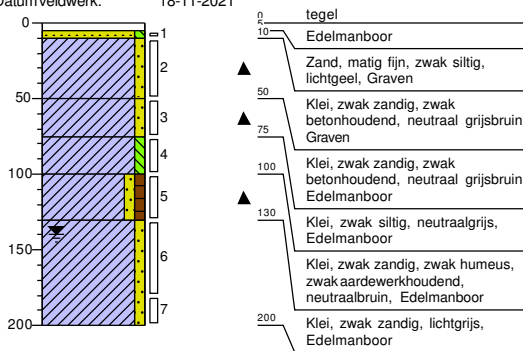 Datum veldwerk: 18-11-2021
0
50
100
150
200
1
2
3
4
5
6
7
0
tegel
5
10
Edelmanboor
Zand, matig fijn, zwak siltig,
lichtgeel, Graven
50
Klei, zwak zandig, zwak
betonhoudend, neutraal grijsbruin
Graven
75
Klei, zwak zandig, zwak
betonhoudend, neutraal grijsbruin
Edelmanboor
100
Klei, zwak siltig, neutraalgrijs,
Edelmanboor
130
Klei, zwak zandig, zwak humeus,
zwak aardewerkhoudend,
neutraalbruin, Edelmanboor
200
Klei, zwak zandig, lichtgrijs,
Edelmanboor